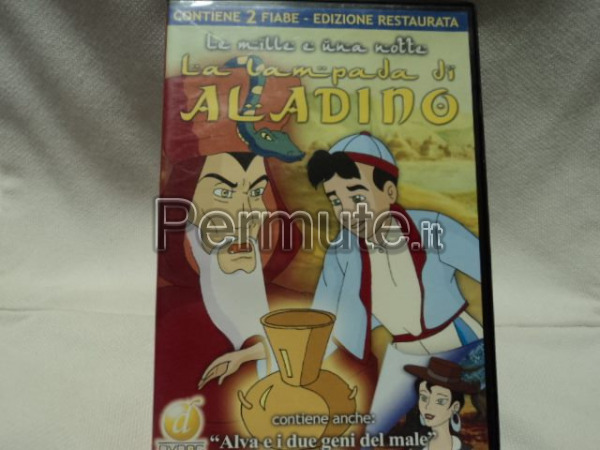 CONTIENE 2 FIABE - EDIZIONE RESTAURATA
Le mille e una notte
La lampada di
ALADINO
Permute.it
contiene anche:
"Alva e i due geni del male"